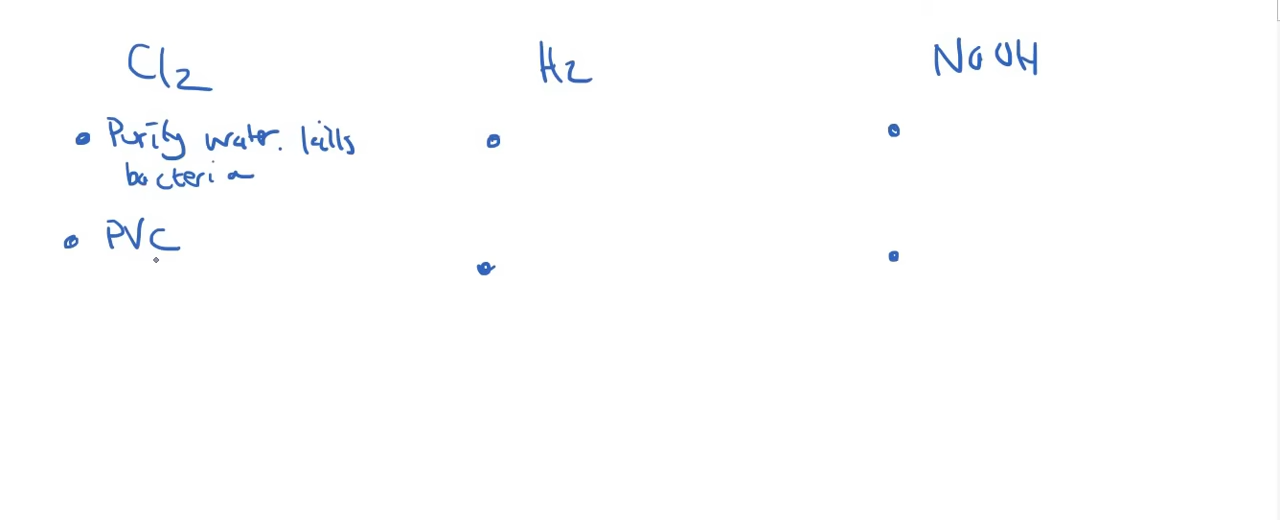 Cl2
H2
NaOH
• Purify water. kills
bacteria
• PVC
•
•
•
•